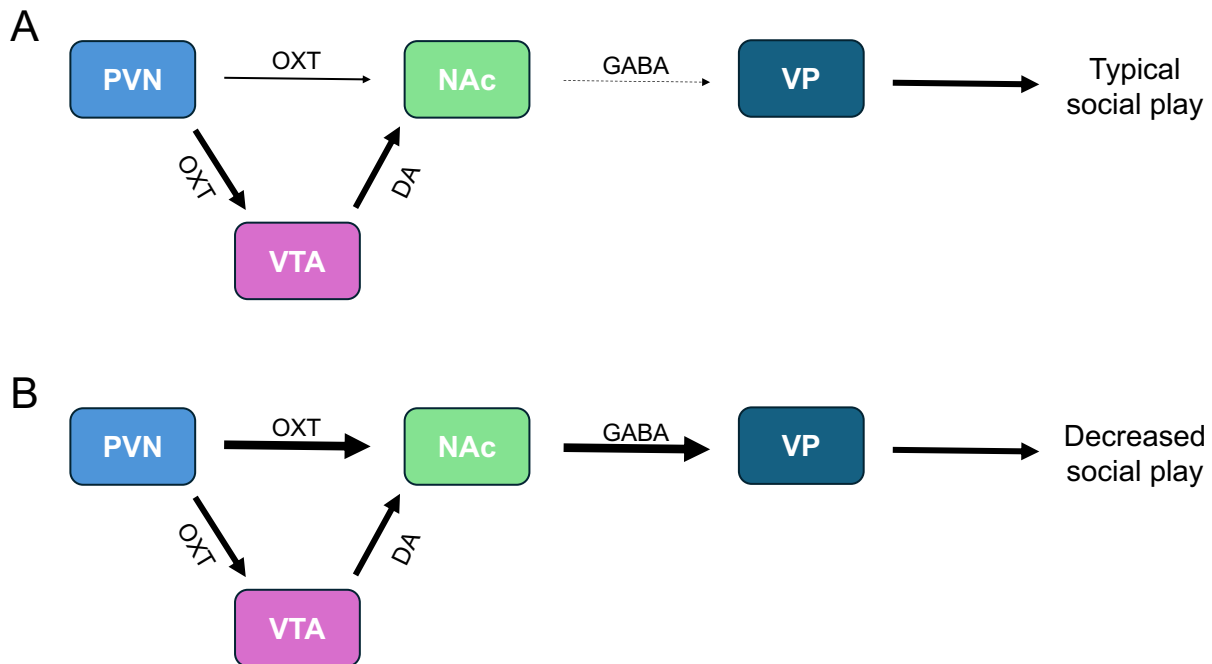 A
PVN
OXT
NAc
GABA
VP
Typical
social play
OXT
DA
VTA
B
PVN
OXT
NAc
GABA
VP
Decreased
social play
OXT
DA
VTA